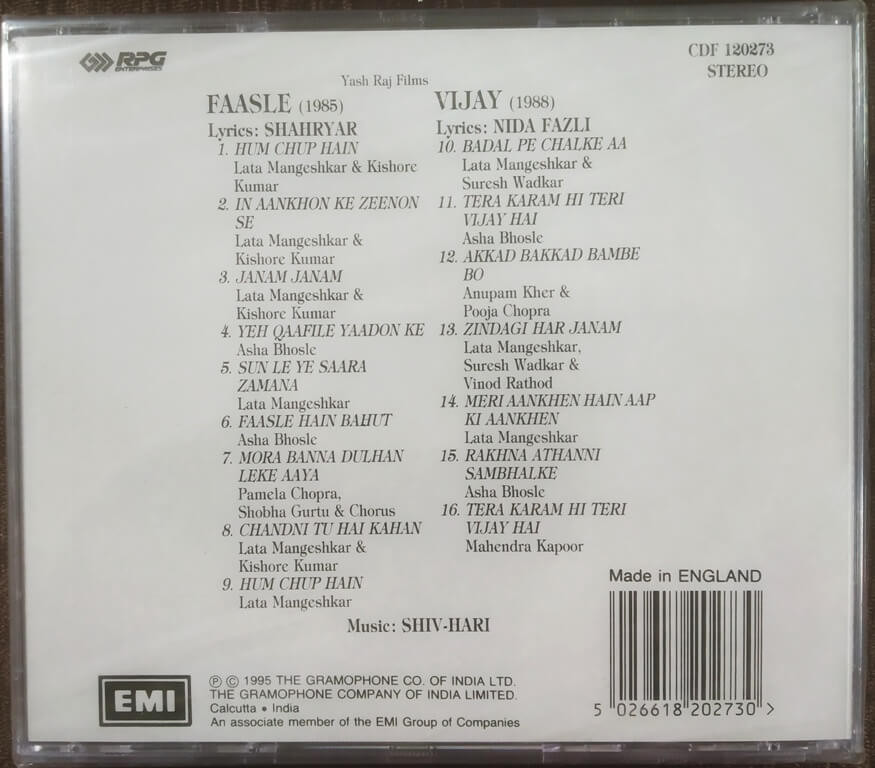 RPG
ENTERPRISES
CDF 120273
STEREO
Yash Raj Films
FAASLE (1985)
Lyrics: SHAHRYAR
1. HUM CHUP HAIN
Lata Mangeshkar & Kishore
Kumar
2. IN AANKHON KE ZEENON
SE
Lata Mangeshkar &
Kishore Kumar
3. JANAM JANAM
Lata Mangeshkar &
Kishore Kumar
4. YEH QAAFILE YAADON KE
Asha Bhosle
5. SUN LE YE SAARA
ZAMANA
Lata Mangeshkar
6. FAASLE HAIN BAHUT
Asha Bhosle
7. MORA BANNA DULHAN
LEKE AAYA
Pamela Chopra,
Shobha Gurtu & Chorus
8. CHANDNI TU HAI KAHAN
Lata Mangeshkar &
Kishore Kumar
9. HUM CHUP HAIN
Lata Mangeshkar
VIJAY (1988)
Lyrics: NIDA FAZLI
10. BADAL PE CHALKE AA
Lata Mangeshkar &
Suresh Wadkar
11. TERA KARAM HI TERI
VIJAY HAI
Asha Bhosle
12. AKKAD BAKKAD BAMBE
BO
Anupam Kher &
Pooja Chopra
13. ZINDAGI HAR JANAM
Lata Mangeshkar,
Suresh Wadkar &
Vinod Rathod
14. MERI AANKHEN HAIN AAP
KI AANKHEN
Lata Mangeshkar
15. RAKHNA ATHANNI
SAMBHALKE
Asha Bhosle
16. TERA KARAM HI TERI
VIJAY HAI
Mahendra Kapoor
Music: SHIV-HARI
Made in ENGLAND
5 026618 202730 >
EMI
℗ © 1995 THE GRAMOPHONE CO. OF INDIA LTD.
THE GRAMOPHONE COMPANY OF INDIA LIMITED.
Calcutta • India
An associate member of the EMI Group of Companies